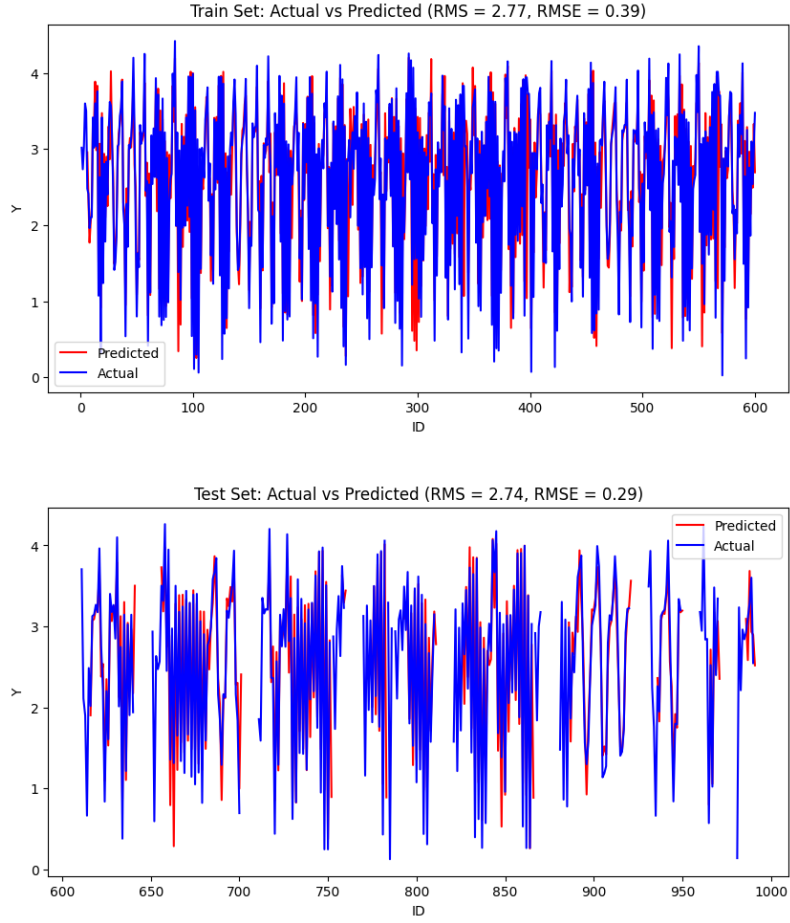 Train Set: Actual vs Predicted (RMS = 2.77, RMSE = 0.39)
4
3
2
1
0
Y
Predicted
Actual
0 100 200 300 400 500 600
ID
Test Set: Actual vs Predicted (RMS = 2.74, RMSE = 0.29)
Predicted
Actual
4
3
2
1
0
Y
600 650 700 750 800 850 900 950 1000
ID